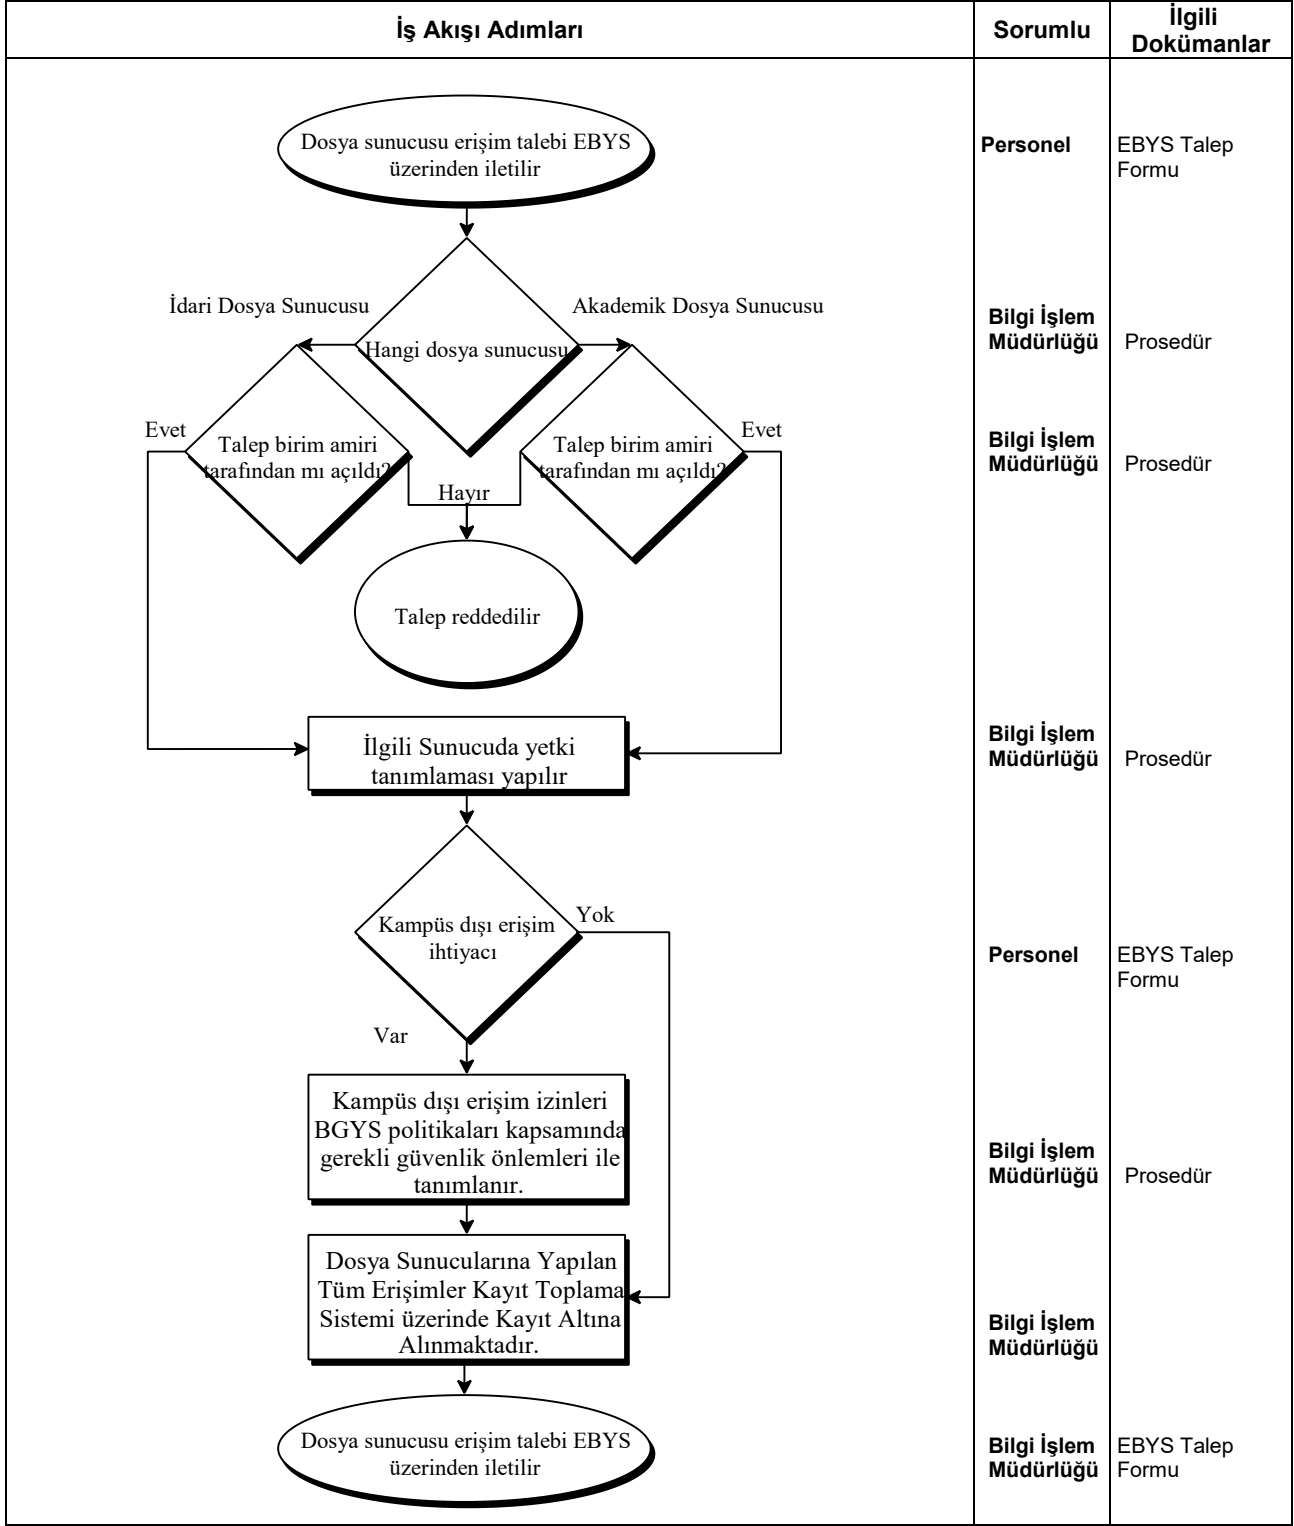 İş Akışı Adımları
Sorumlu
İlgili
Dokümanlar
Dosya sunucusu erişim talebi EBYS
üzerinden iletilir
Personel
EBYS Talep
Formu
İdari Dosya Sunucusu
Akademik Dosya Sunucusu
Hangi dosya sunucusu
Bilgi İşlem
Müdürlüğü
Prosedür
Evet
Talep birim amiri
tarafından mı açıldı?
Hayır
Talep birim amiri
tarafından mı açıldı?
Evet
Bilgi İşlem
Müdürlüğü
Prosedür
Talep reddedilir
İlgili Sunucuda yetki
tanımlaması yapılır
Bilgi İşlem
Müdürlüğü
Prosedür
Kampüs dışı erişim
ihtiyacı
Yok
Var
Personel
EBYS Talep
Formu
Kampüs dışı erişim izinleri
BGYS politikaları kapsamında
gerekli güvenlik önlemleri ile
tanımlanır.
Bilgi İşlem
Müdürlüğü
Prosedür
Dosya Sunucularına Yapılan
Tüm Erişimler Kayıt Toplama
Sistemi üzerinde Kayıt Altına
Alınmaktadır.
Bilgi İşlem
Müdürlüğü
Dosya sunucusu erişim talebi EBYS
üzerinden iletilir
Bilgi İşlem
Müdürlüğü
EBYS Talep
Formu